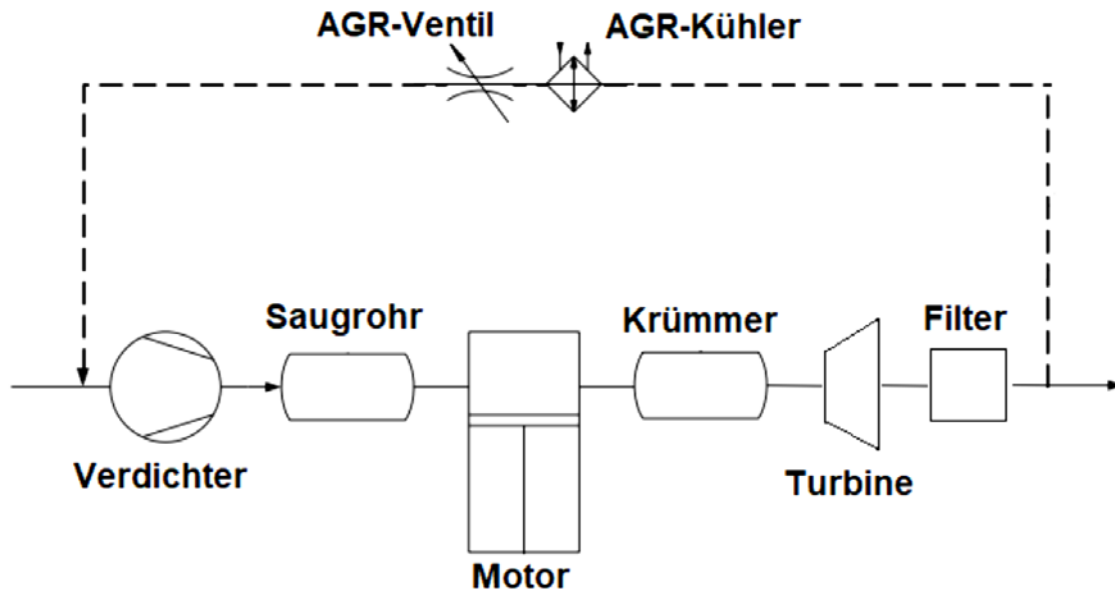 AGR-Ventil
AGR-Kühler
Saugrohr
Krümmer
Filter
Verdichter
Turbine
Motor